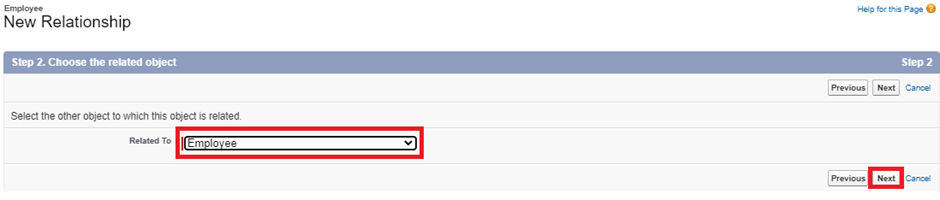 Employee
Help for this Page ?
New Relationship
Step 2. Choose the related object Step 2
Previous Next Cancel
Select the other object to which this object is related.
Related To Employee
Previous Next Cancel